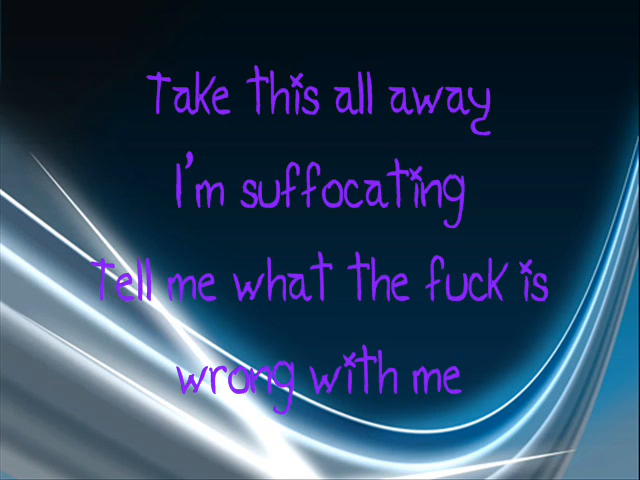 Take this all away
I'm suffocating
Tell me what the fuck is
wrong with me